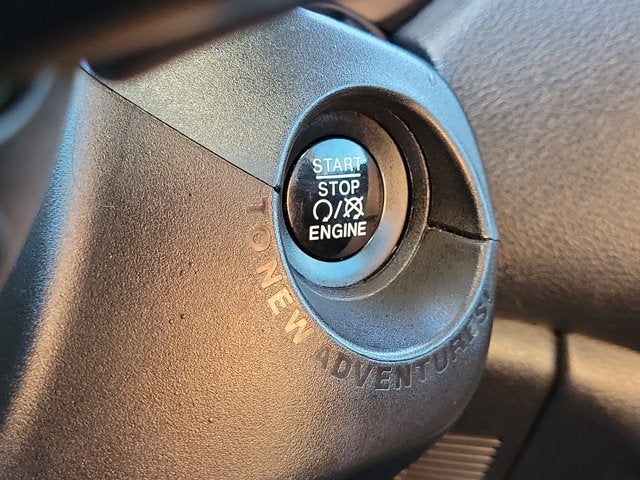 START
STOP
ENGINE
TO NEW ADVENTURES!